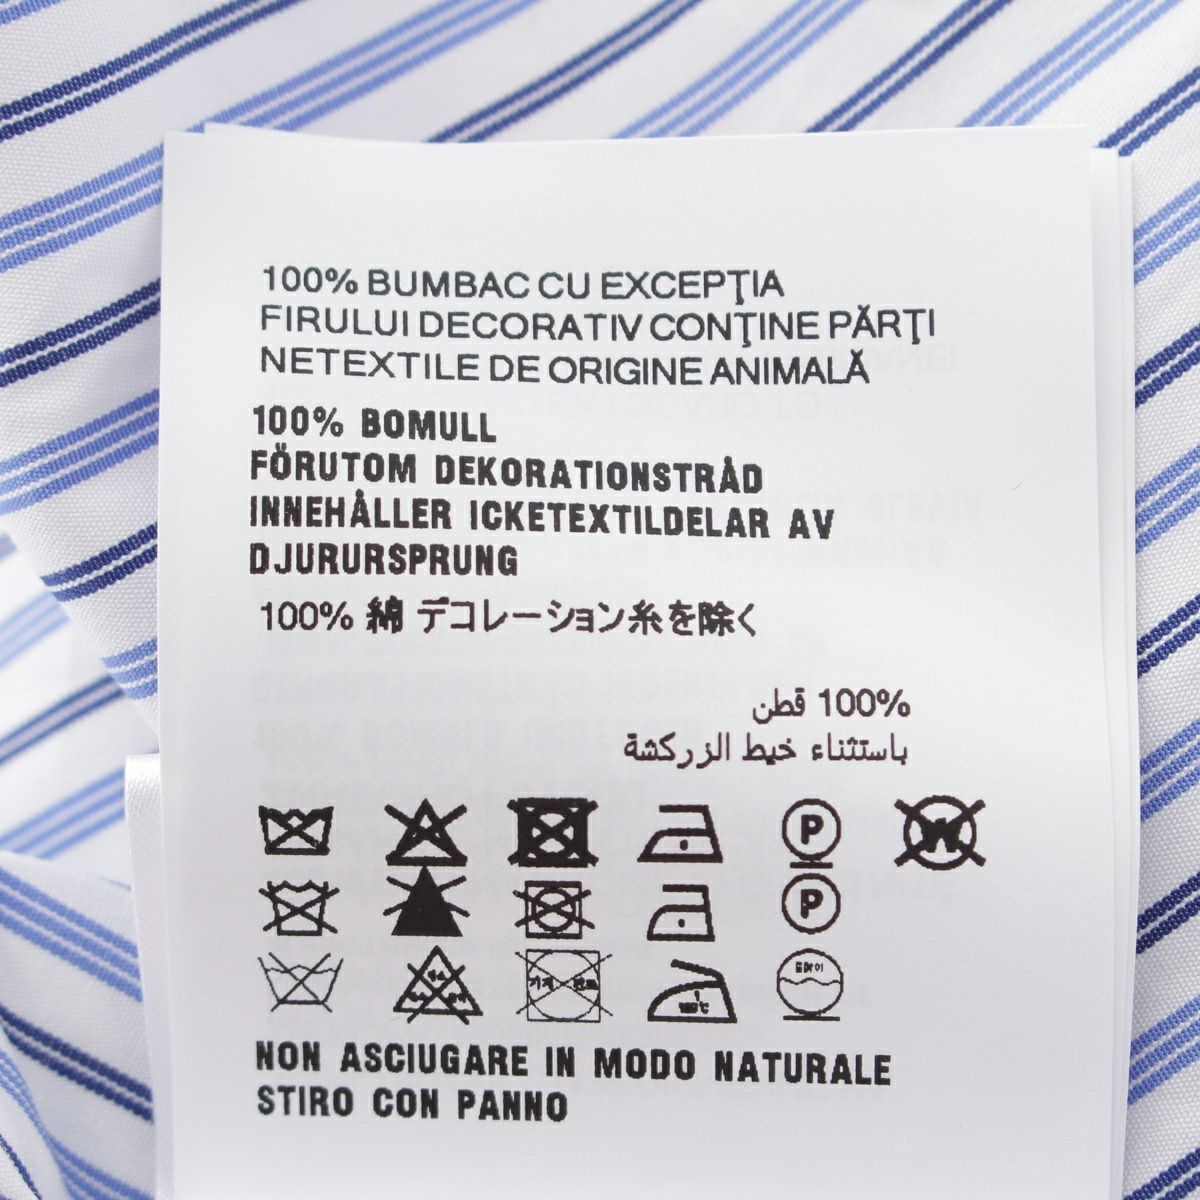 100% BUMBAC CU EXCEPŢIA
FIRULUI DECORATIV CONŢINE PĂRŢI
NETEXTILE DE ORIGINE ANIMALĂ
100% BOMULL
FÖRUTOM DEKORATIONSTRÅD
INNEHÅLLER ICKETEXTILDELAR AV
DJURURSPRUNG
100% 綿 デコレーション糸を除く
100% قطن
باستثناء خيط الزركشة
P
P
NON ASCIUGARE IN MODO NATURALE
STIRO CON PANNO